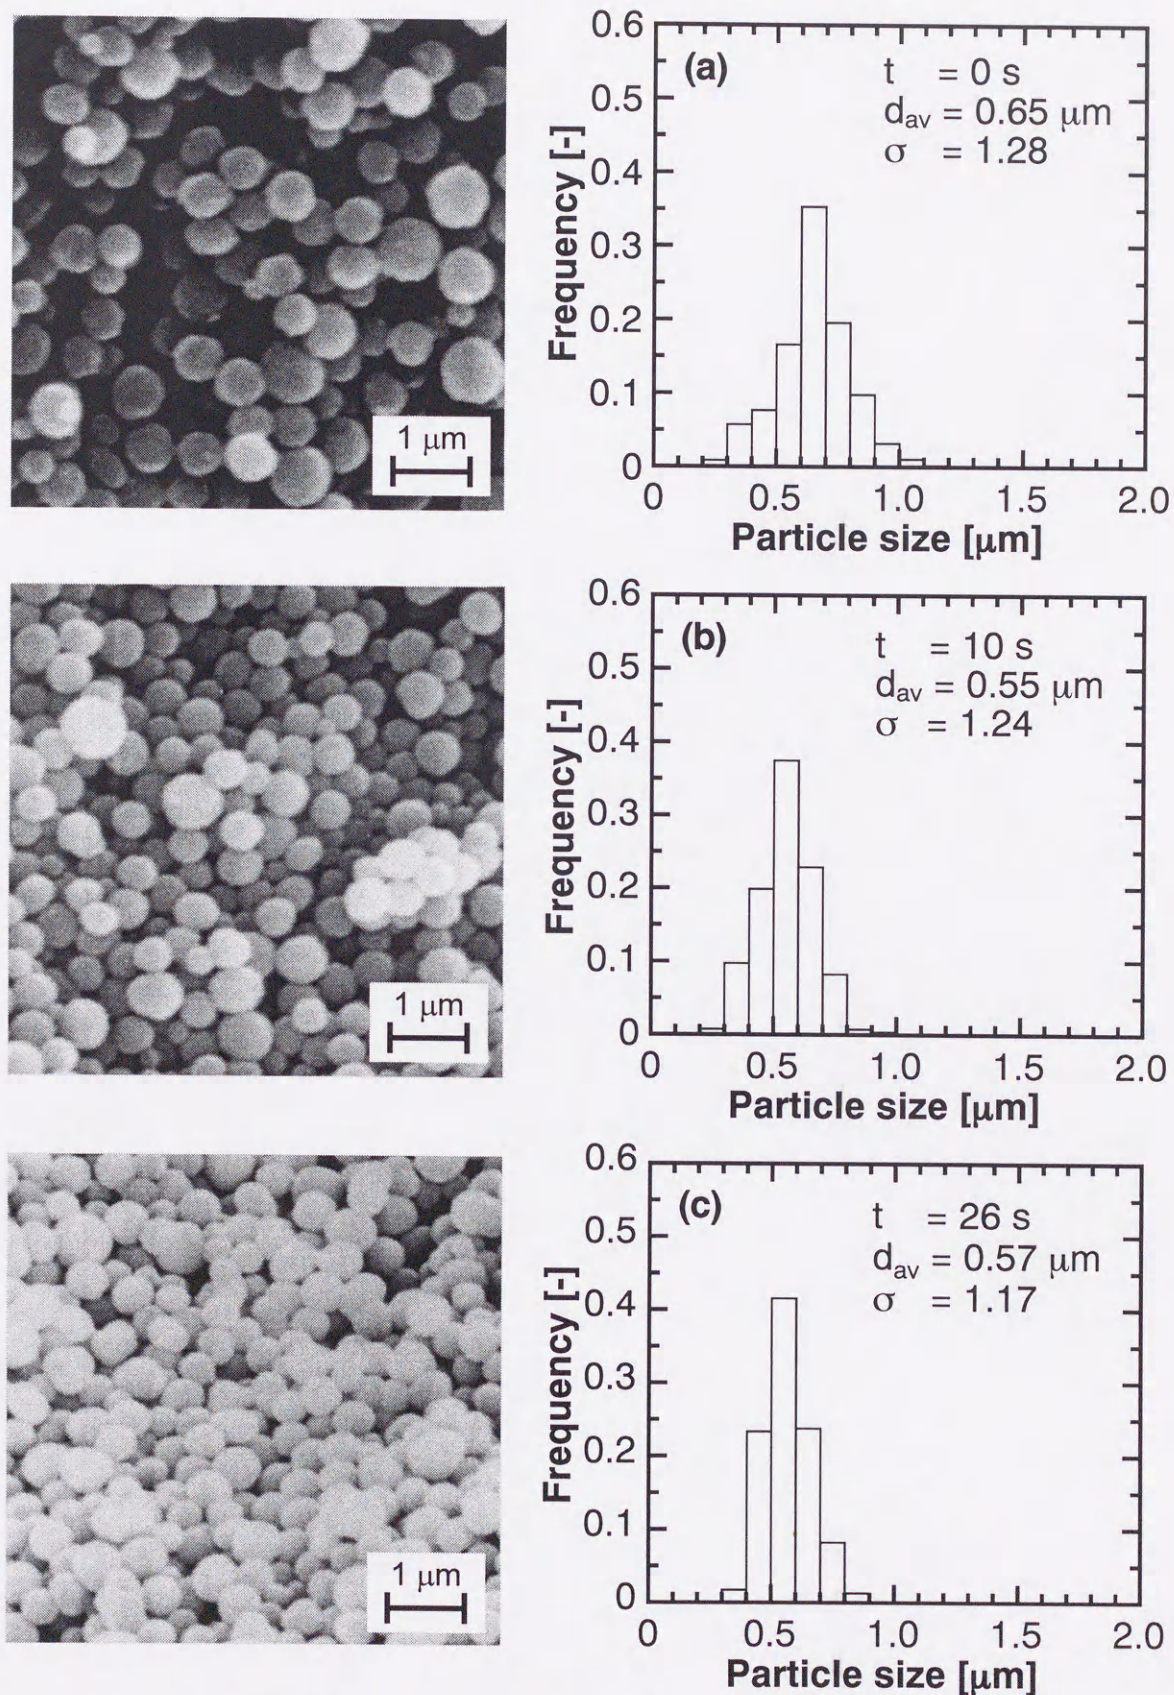 1 μm
0.6
0.5
0.4
0.3
0.2
0.1
0
Frequency [-]
(a)
t = 0 s
dav = 0.65 μm
σ = 1.28
0 0.5 1.0 1.5 2.0
Particle size [μm]
1 μm
0.6
0.5
0.4
0.3
0.2
0.1
0
Frequency [-]
(b)
t = 10 s
dav = 0.55 μm
σ = 1.24
0 0.5 1.0 1.5 2.0
Particle size [μm]
1 μm
0.6
0.5
0.4
0.3
0.2
0.1
0
Frequency [-]
(c)
t = 26 s
dav = 0.57 μm
σ = 1.17
0 0.5 1.0 1.5 2.0
Particle size [μm]